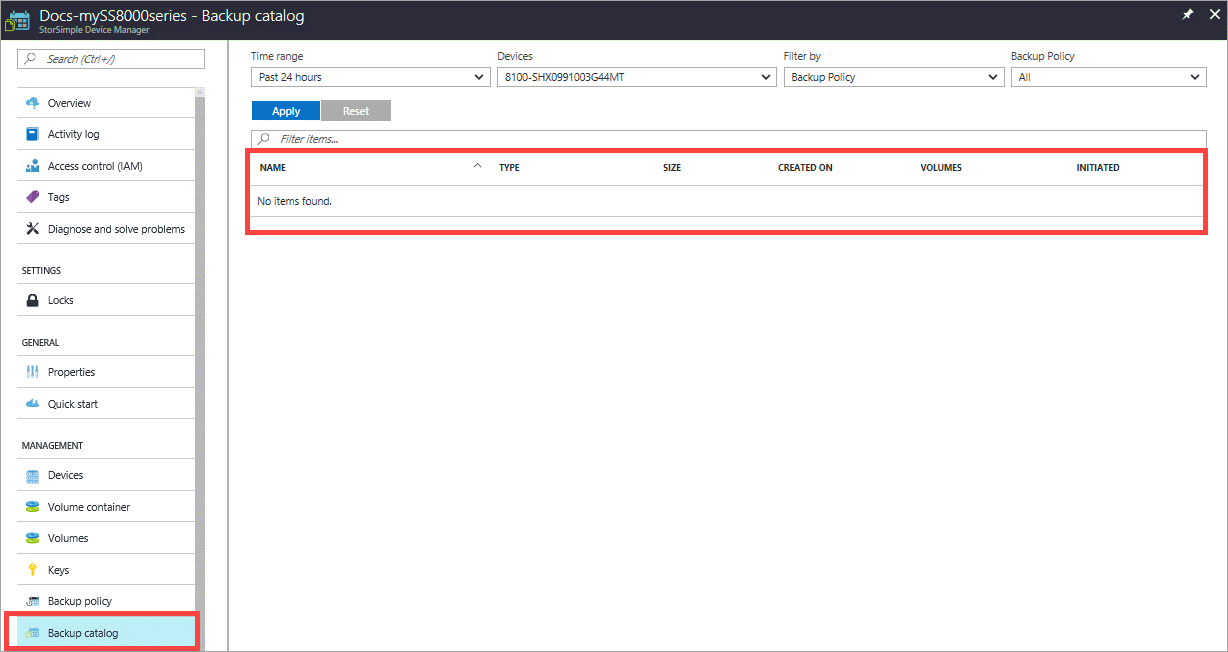 Docs-mySS8000series - Backup catalog
StorSimple Device Manager
Search (Ctrl+/)
Overview
Activity log
Access control (IAM)
Tags
Diagnose and solve problems
SETTINGS
Locks
GENERAL
Properties
Quick start
MANAGEMENT
Devices
Volume container
Volumes
Keys
Backup policy
Backup catalog
Time range Devices Filter by Backup Policy
Past 24 hours 8100-SHX0991003G44MT Backup Policy All
Apply Reset
Filter items...
NAME TYPE SIZE CREATED ON VOLUMES INITIATED
No items found.